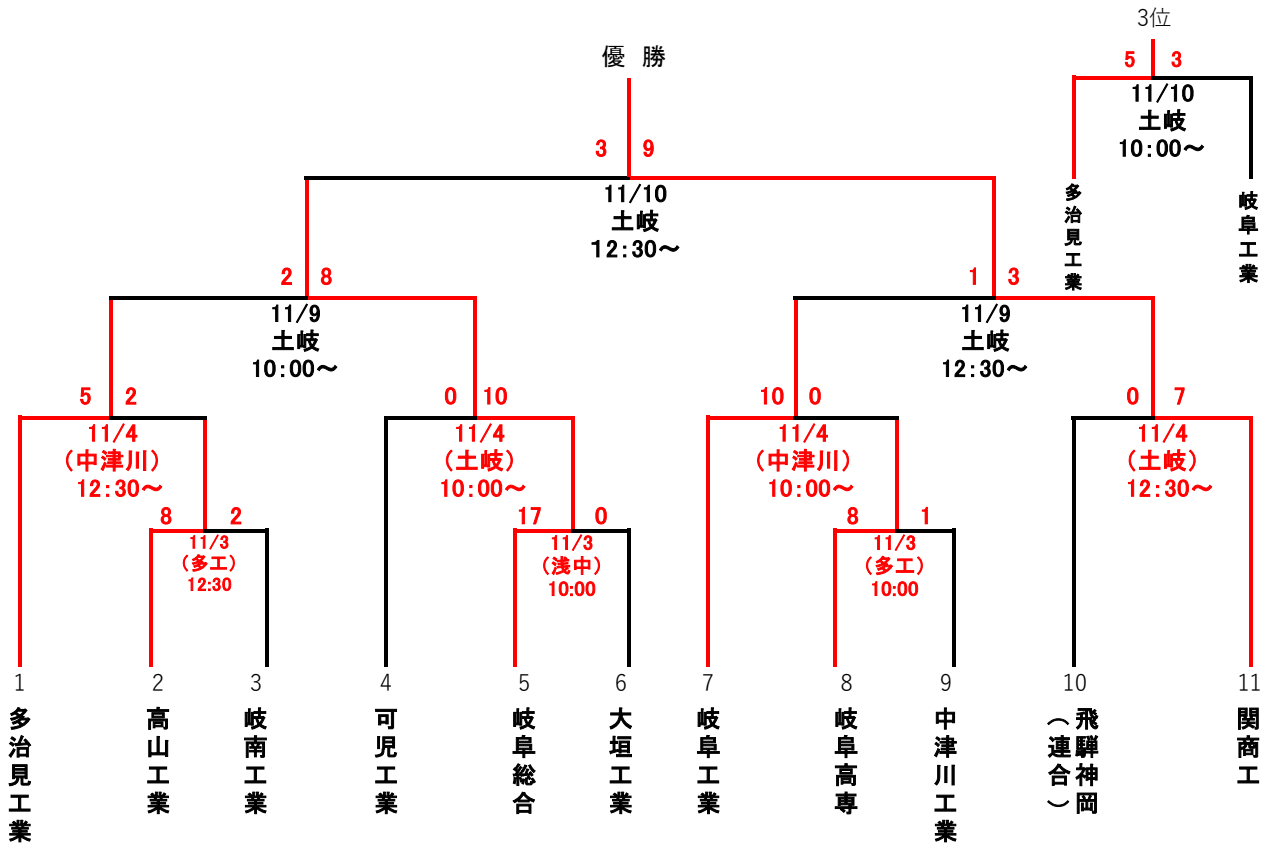 3位
5 3
11/10
土岐
10:00～
多治見工業
岐阜工業
優 勝
3 9
11/10
土岐
12:30～
2 8
11/9
土岐
10:00～
1 3
11/9
土岐
12:30～
5 2
11/4
(中津川)
12:30～
0 10
11/4
(土岐)
10:00～
10 0
11/4
(中津川)
10:00～
0 7
11/4
(土岐)
12:30～
8 2
11/3
(多工)
12:30
17 0
11/3
(浅中)
10:00
8 1
11/3
(多工)
10:00
1 2 3 4 5 6 7 8 9 10 11
多治見工業
高山工業
岐南工業
可児工業
岐阜総合
大垣工業
岐阜工業
岐阜高専
中津川工業
飛騨神岡
(連合)
関商工